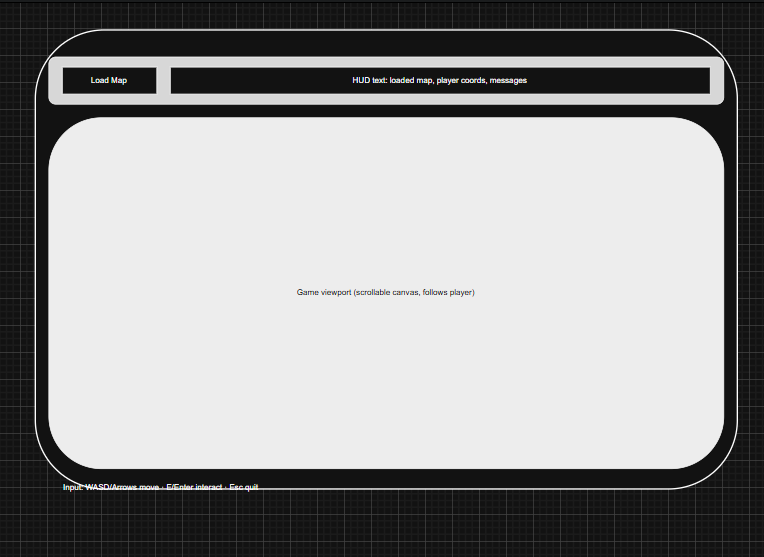 Load Map
HUD text: loaded map, player coords, messages
Game viewport (scrollable canvas, follows player)
Input: WASD/Arrows move · E/Enter interact · Esc quit